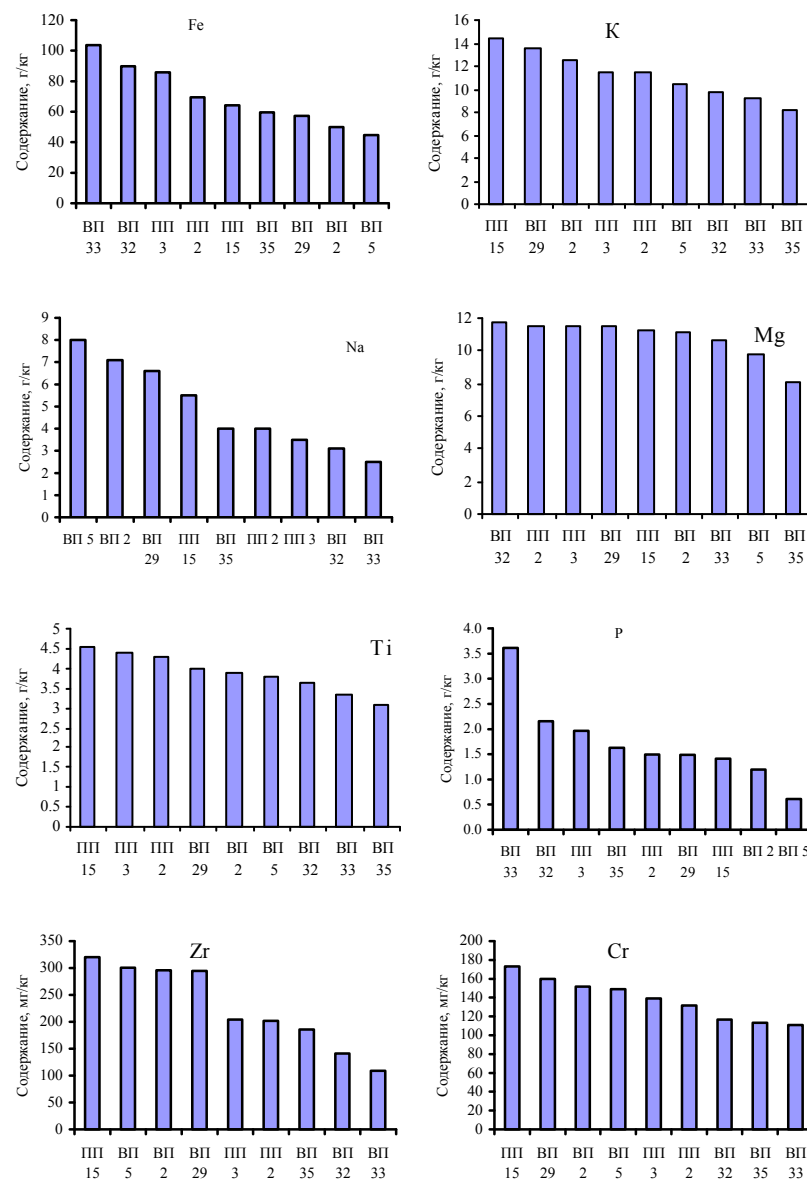 Fe
Содержание, г/кг
120
100
80
60
40
20
0
ВП ВП ПП ПП ПП ВП ВП ВП ВП
33 32 3 2 15 35 29 2 5
К
Содержание, г/кг
16
14
12
10
8
6
4
2
0
ПП ВП ВП ПП ПП ВП ВП ВП ВП
15 29 2 3 2 5 32 33 35
Na
Содержание, г/кг
9
8
7
6
5
4
3
2
1
0
ВП 5 ВП 2 ВП ПП ВП ПП 2 ПП 3 ВП ВП
29 15 35 32 33
Mg
Содержание, г/кг
12
10
8
6
4
2
0
ВП ПП ПП ВП ПП ВП ВП ВП ВП
32 2 3 29 15 2 33 5 35
Ti
Содержание, г/кг
5
4.5
4
3.5
3
2.5
2
1.5
1
0.5
0
ПП ПП ПП ВП ВП ВП ВП ВП ВП
15 3 2 29 2 5 32 33 35
P
Содержание, г/кг
4.0
3.5
3.0
2.5
2.0
1.5
1.0
0.5
0.0
ВП ВП ПП ВП ПП ВП ПП ВП 2 ВП 5
33 32 3 35 2 29 15
Zr
Содержание, мг/кг
350
300
250
200
150
100
50
0
ПП ВП ВП ВП ПП ПП ВП ВП ВП
15 5 2 29 3 2 35 32 33
Cr
Содержание, мг/кг
200
180
160
140
120
100
80
60
40
20
0
ПП ВП ВП ВП ПП ПП ВП ВП ВП
15 29 2 5 3 2 32 35 33